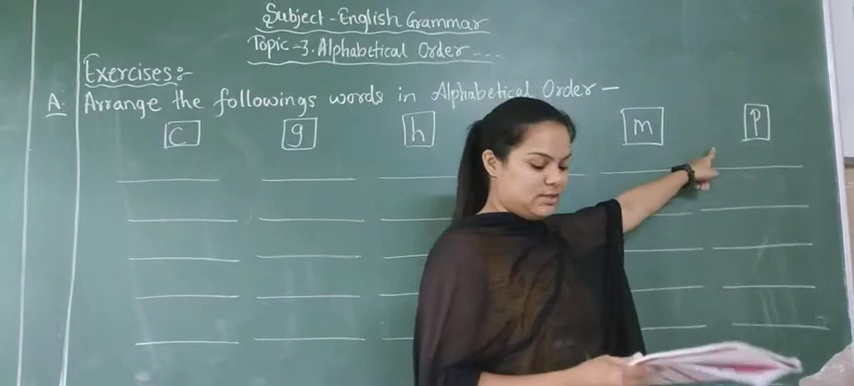 Subject - English Grammar
Topic - 3. Alphabetical Order ---
Exercises :-
A. Arrange the followings words in Alphabetical Order -
C g h m P